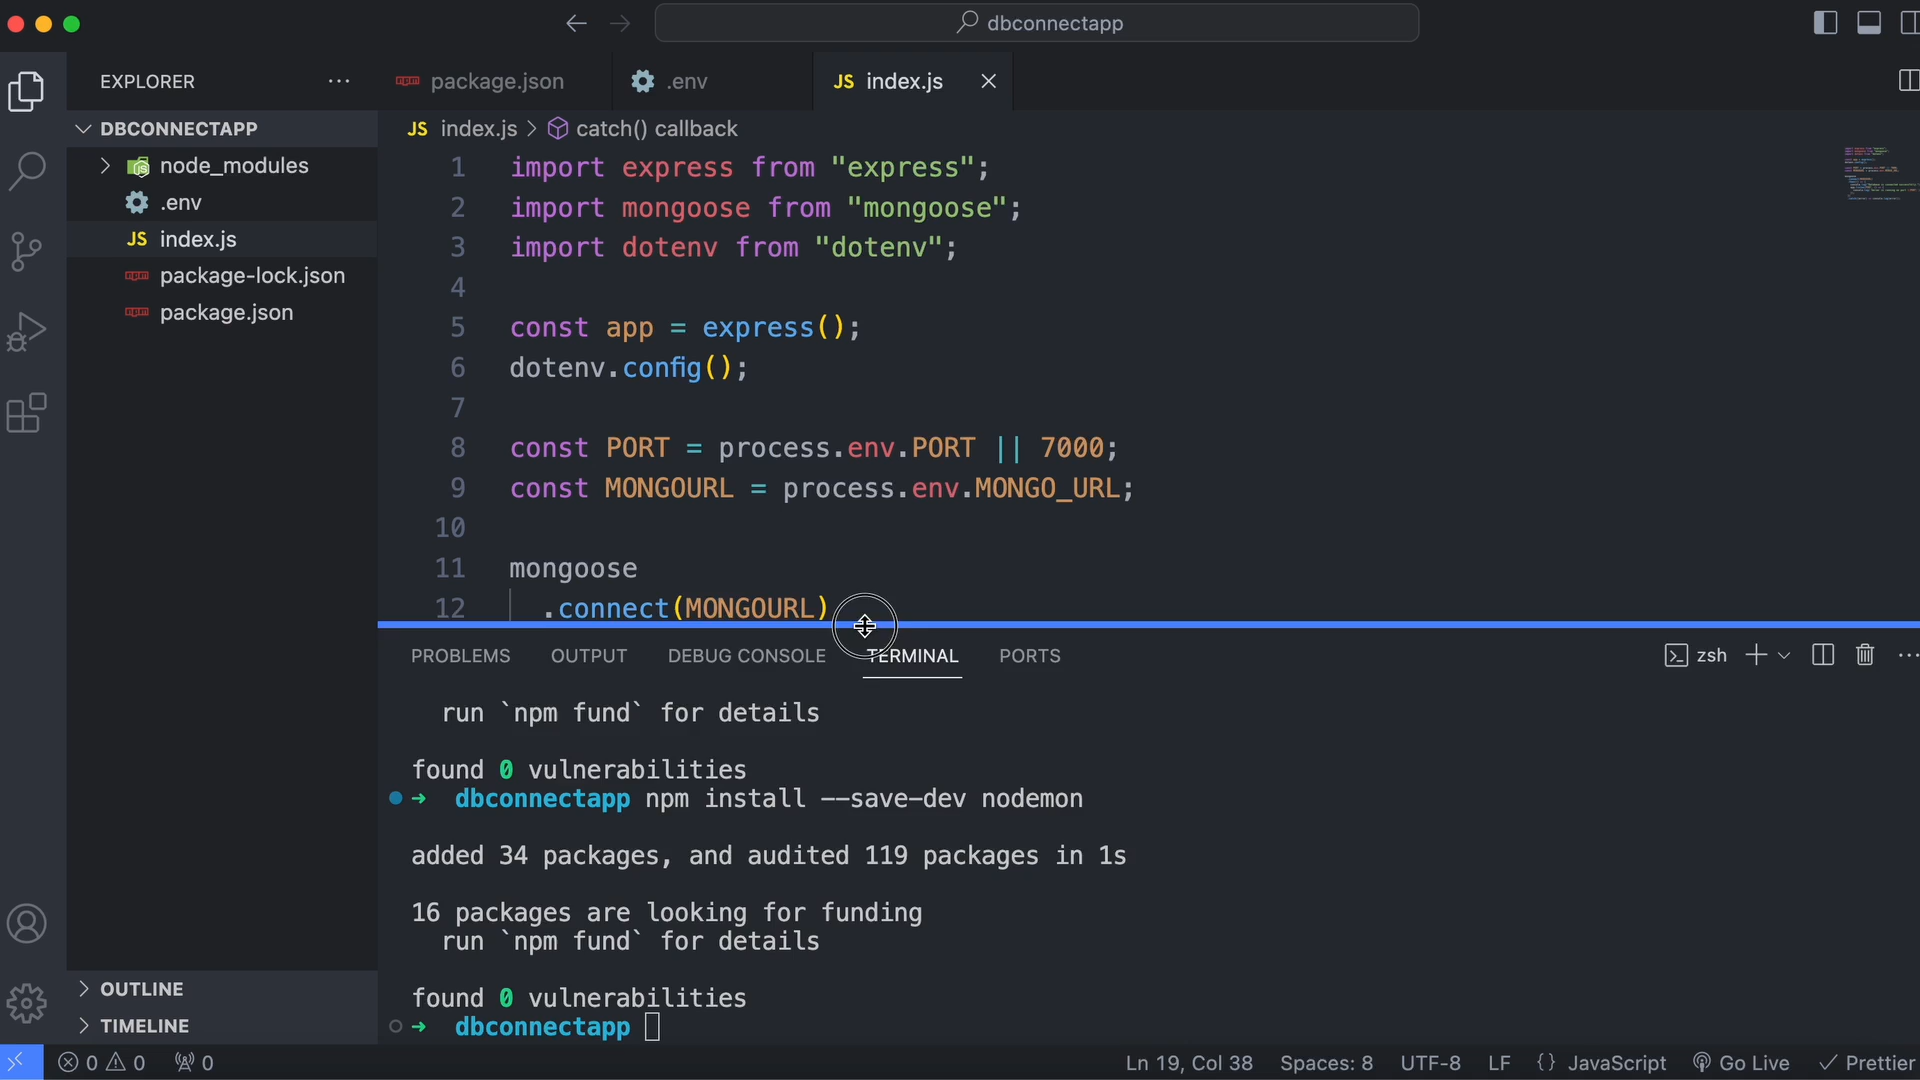 dbconnectapp
EXPLORER
package.json
.env
JS index.js
DBCONNECTAPP
JS index.js > catch() callback
node_modules
.env
JS index.js
package-lock.json
package.json
1 import express from "express";
2 import mongoose from "mongoose";
3 import dotenv from "dotenv";
4
5 const app = express();
6 dotenv.config();
7
8 const PORT = process.env.PORT || 7000;
9 const MONGOURL = process.env.MONGO_URL;
10
11 mongoose
12 .connect(MONGOURL)
PROBLEMS OUTPUT DEBUG CONSOLE TERMINAL PORTS
zsh
run `npm fund` for details
found 0 vulnerabilities
➜ dbconnectapp npm install --save-dev nodemon
added 34 packages, and audited 119 packages in 1s
16 packages are looking for funding
run `npm fund` for details
found 0 vulnerabilities
➜ dbconnectapp
OUTLINE
TIMELINE
0 0 0 Ln 19, Col 38 Spaces: 8 UTF-8 LF {} JavaScript Go Live Prettier